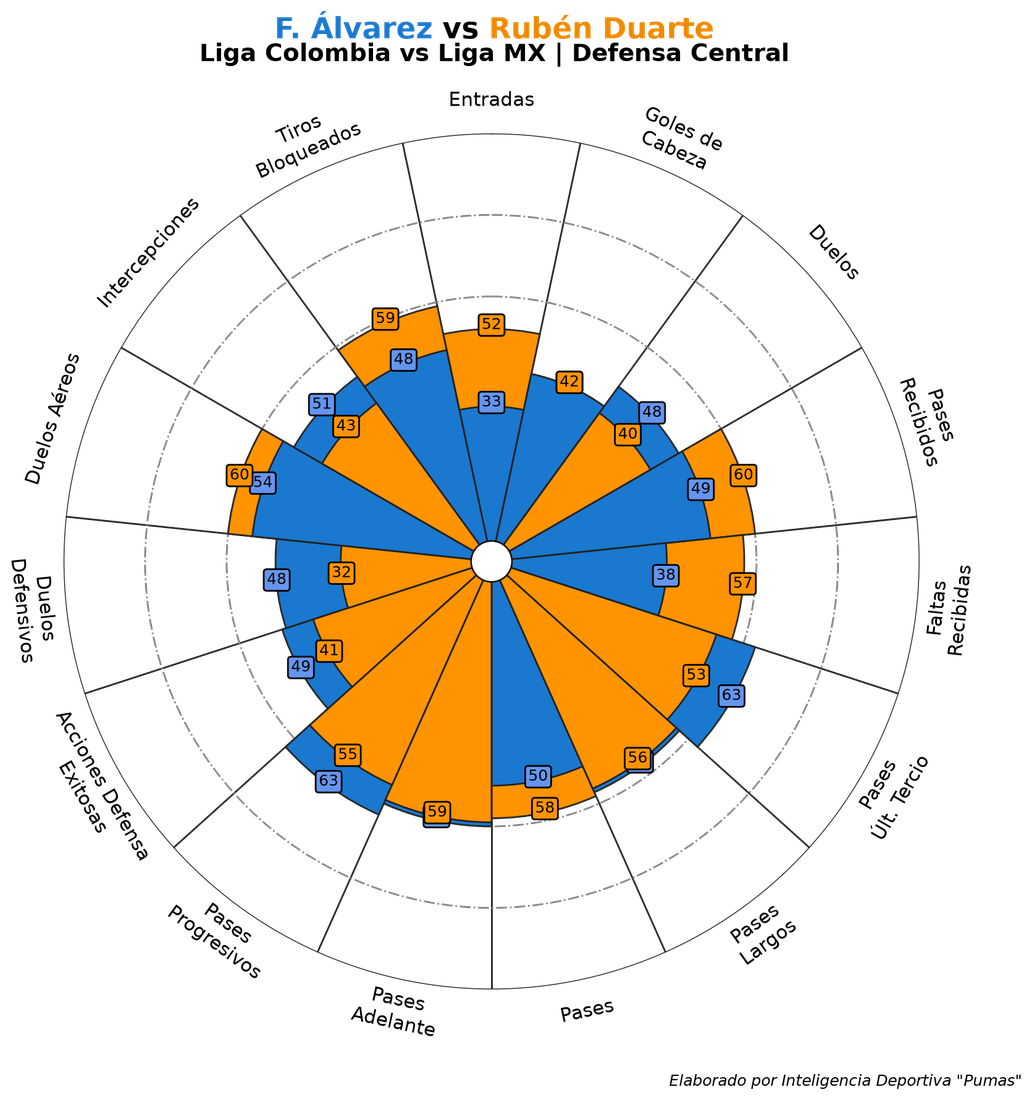 F. Álvarez vs Rubén Duarte
Liga Colombia vs Liga MX | Defensa Central
Entradas
52
33
Goles de
Cabeza
42
Duelos
48
40
Pases
Recibidos
49
60
Faltas
Recibidas
38
57
Pases
Últ. Tercio
53
63
Pases
Largos
56
Pases
50
58
Pases
Adelante
59
Pases
Progresivos
55
63
Acciones Defensa
Exitosas
41
49
Duelos
Defensivos
48
32
Duelos Aéreos
60
54
Intercepciones
51
43
Tiros
Bloqueados
59
48
Elaborado por Inteligencia Deportiva "Pumas"